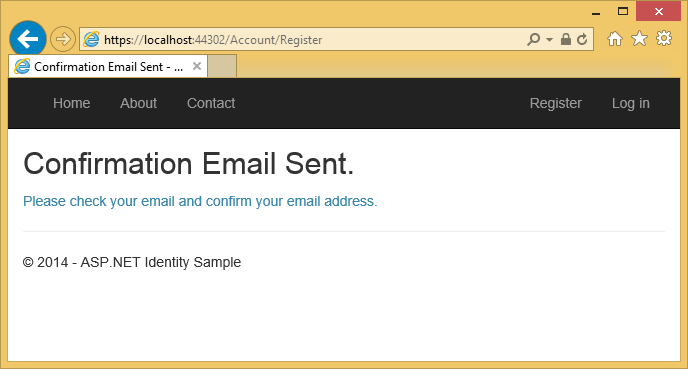 https://localhost:44302/Account/Register
Confirmation Email Sent - ...
Home About Contact Register Log in
Confirmation Email Sent.
Please check your email and confirm your email address.
© 2014 - ASP.NET Identity Sample